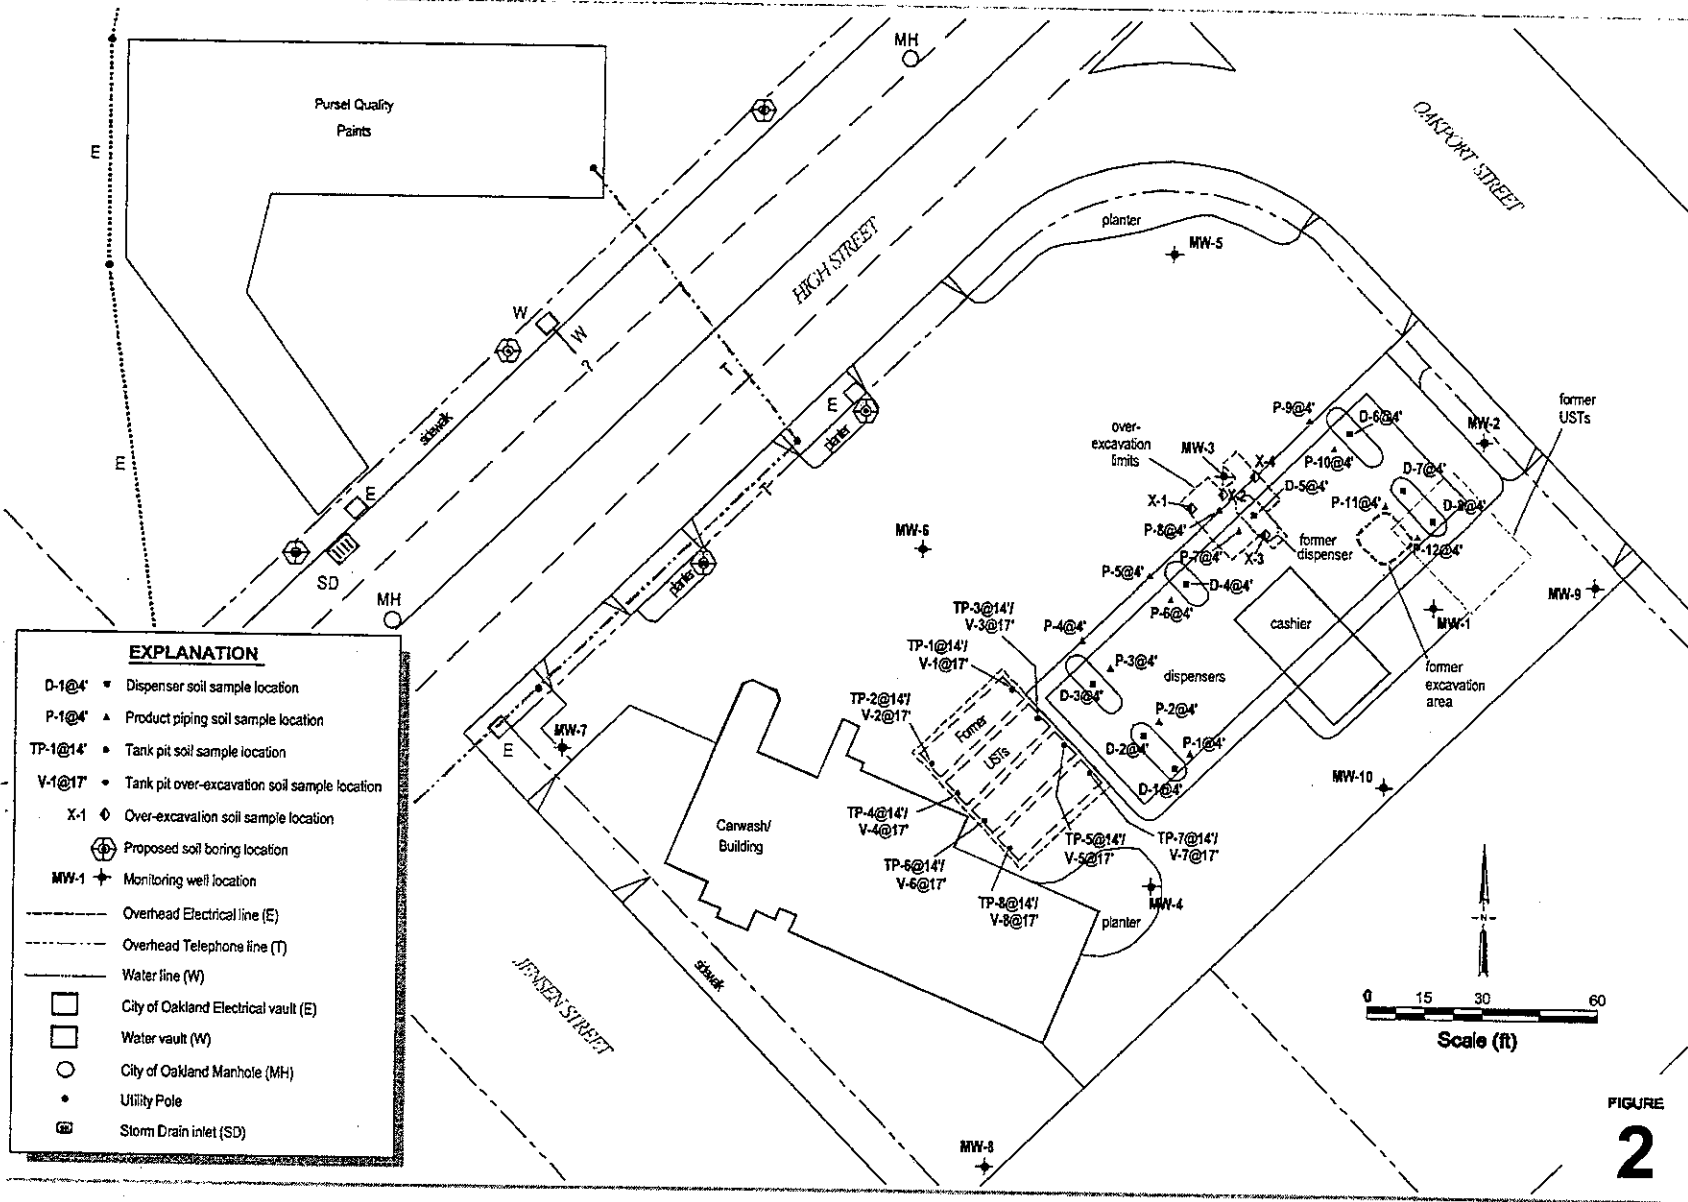 MH
Pursel Quality
Paints
E
OAKPORT STREET
planter
MW-5
HIGH STREET
W
W
?
T
E
planter
sidewalk
E
E
T
over-
excavation
limits
MW-3
X-4
X-1
X-2
D-5@4'
P-8@4'
P-7@4'
X-3
former
dispenser
P-9@4'
D-6@4'
P-10@4'
D-7@4'
P-11@4'
D-8@4'
P-12@4'
MW-2
former
USTs
MW-6
P-5@4'
D-4@4'
P-6@4'
MW-9
MW-1
cashier
former
excavation
area
SD
MH
planter
TP-3@14'/
V-3@17'
P-4@4'
TP-1@14'/
V-1@17'
P-3@4'
D-3@4'
dispensers
TP-2@14'/
V-2@17'
Former
USTs
P-2@4'
D-2@4'
P-1@4'
D-1@4'
MW-10
E
MW-7
TP-4@14'/
V-4@17'
Carwash/
Building
TP-6@14'/
V-6@17'
TP-5@14'/
V-5@17'
TP-7@14'/
V-7@17'
TP-8@14'/
V-8@17'
MW-4
planter
sidewalk
JENSEN STREET
MW-8
EXPLANATION
D-1@4' Dispenser soil sample location
P-1@4' Product piping soil sample location
TP-1@14' Tank pit soil sample location
V-1@17' Tank pit over-excavation soil sample location
X-1 Over-excavation soil sample location
Proposed soil boring location
MW-1 Monitoring well location
Overhead Electrical line (E)
Overhead Telephone line (T)
Water line (W)
City of Oakland Electrical vault (E)
Water vault (W)
City of Oakland Manhole (MH)
Utility Pole
Storm Drain inlet (SD)
N
0 15 30 60
Scale (ft)
FIGURE
2